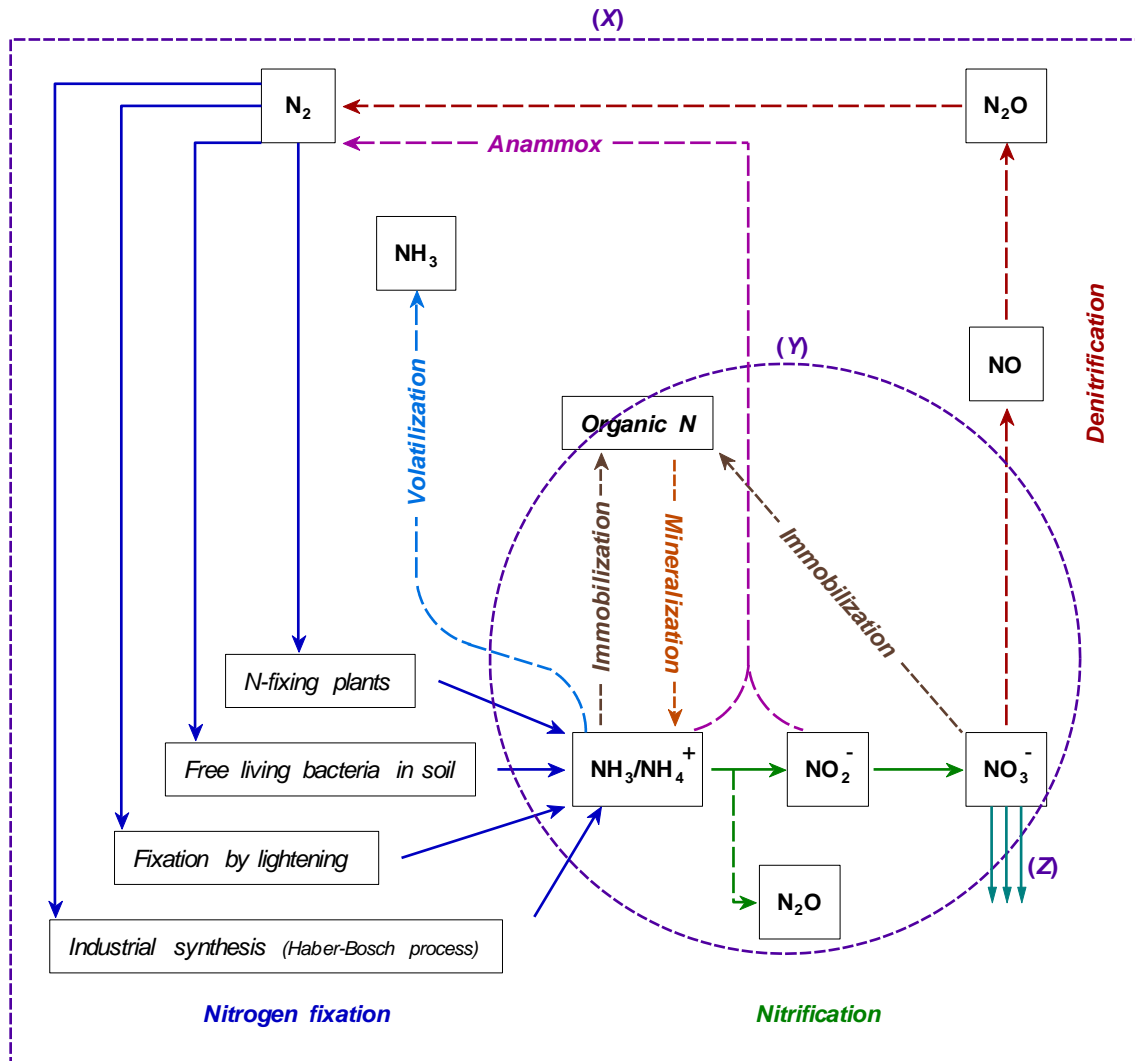 (X)
N₂
N₂O
Anammox
NH₃
Volatilization
Denitrification
(Y)
NO
Organic N
Immobilization
Mineralization
Immobilization
N-fixing plants
Free living bacteria in soil
NH₃/NH₄⁺
NO₂⁻
NO₃⁻
Fixation by lightening
(Z)
N₂O
Industrial synthesis (Haber-Bosch process)
Nitrogen fixation
Nitrification